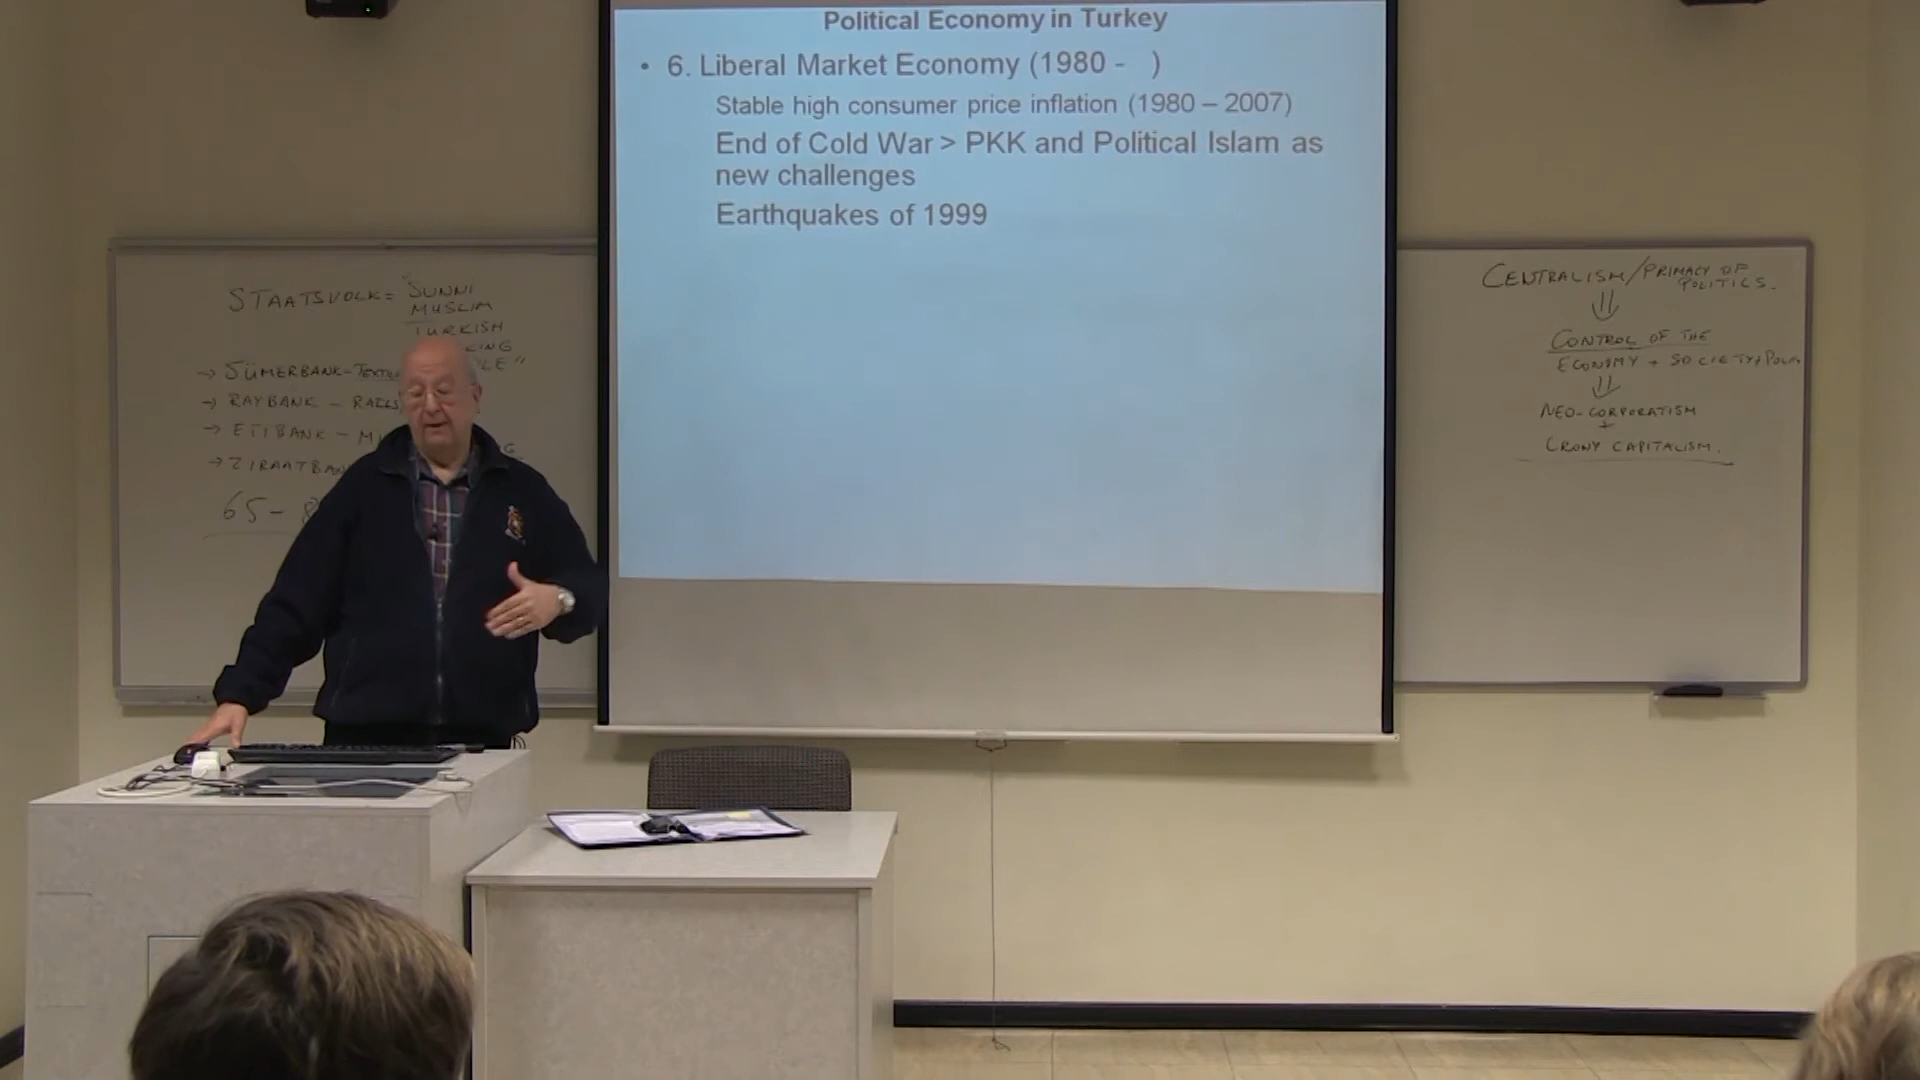 Political Economy in Turkey
• 6. Liberal Market Economy (1980 - )
Stable high consumer price inflation (1980 – 2007)
End of Cold War > PKK and Political Islam as
new challenges
Earthquakes of 1999
STAATSVOLK = "SUNNI
MUSLIM
TURKISH
→ SÜMERBANK -
→ RAYBANK - RAILS
→ ETIBANK -
→ ZIRAATBAN
65 -
CENTRALISM/PRIMACY OF
POLITICS.
CONTROL OF THE
ECONOMY + SOCIETY +
NEO-CORPORATISM
+
CRONY CAPITALISM.